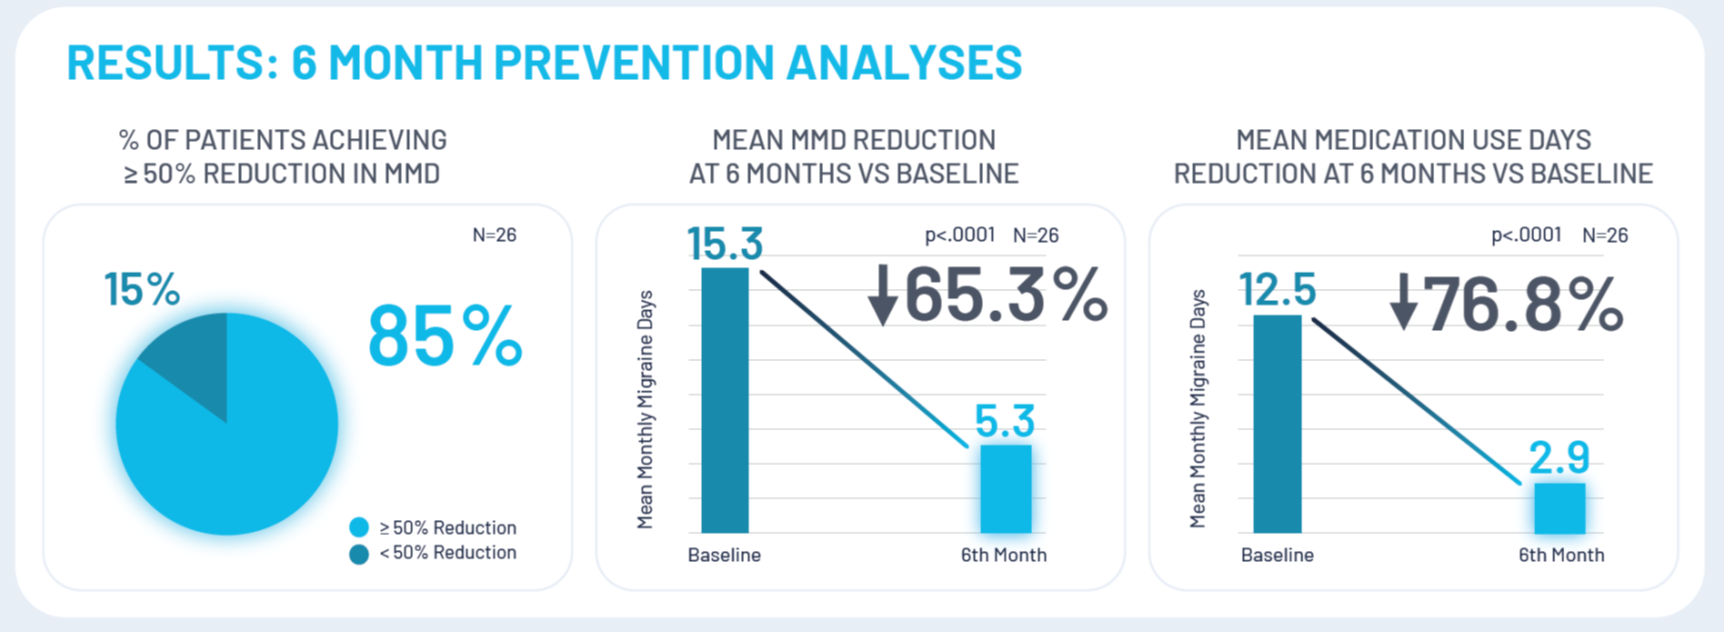 RESULTS: 6 MONTH PREVENTION ANALYSES
% OF PATIENTS ACHIEVING
≥ 50% REDUCTION IN MMD
N=26
15%
85%
≥ 50% Reduction
< 50% Reduction
MEAN MMD REDUCTION
AT 6 MONTHS VS BASELINE
p<.0001 N=26
15.3
65.3%
Mean Monthly Migraine Days
5.3
Baseline
6th Month
MEAN MEDICATION USE DAYS
REDUCTION AT 6 MONTHS VS BASELINE
p<.0001 N=26
12.5
76.8%
Mean Monthly Migraine Days
2.9
Baseline
6th Month